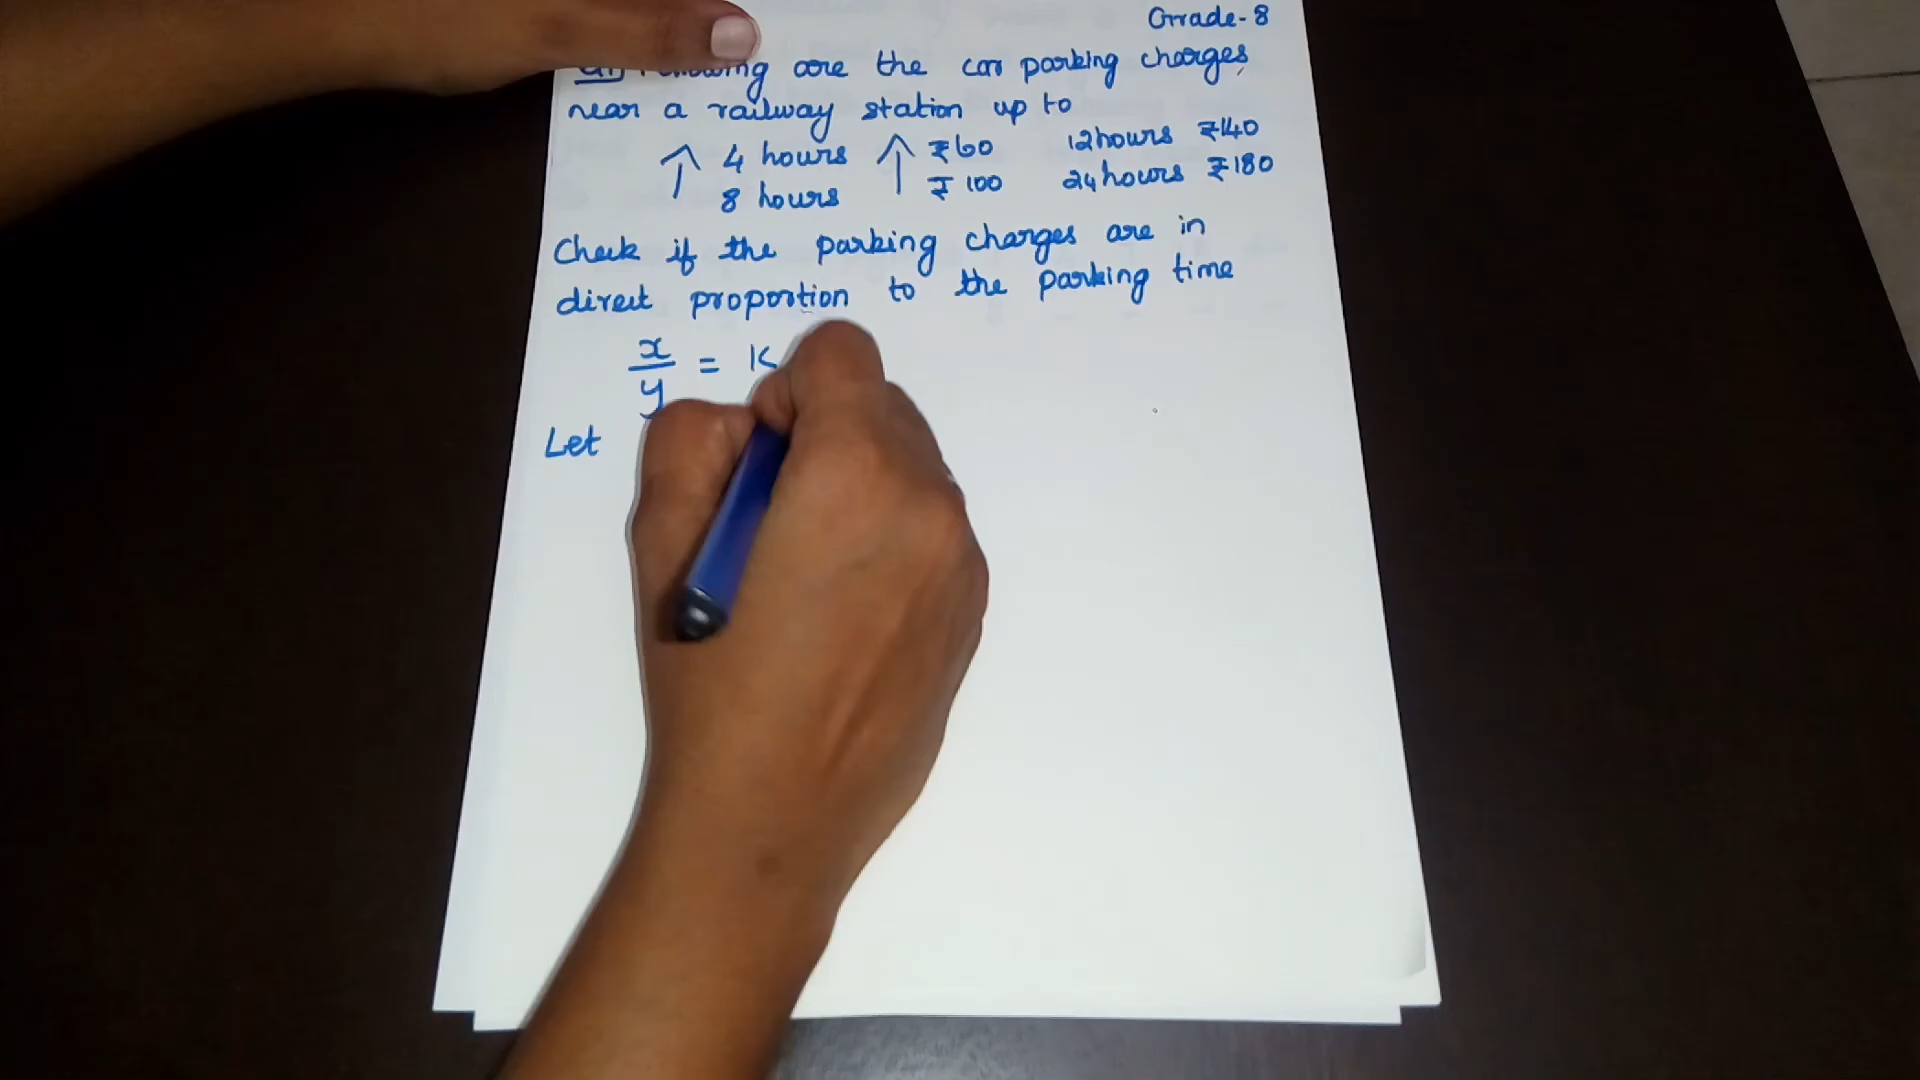 Grade-8
Following are the car parking charges,
near a railway station up to
4 hours ₹60 12hours ₹140
8 hours ₹100 24hours ₹180
Check if the parking charges are in
direct proportion to the parking time
x/y = K
Let